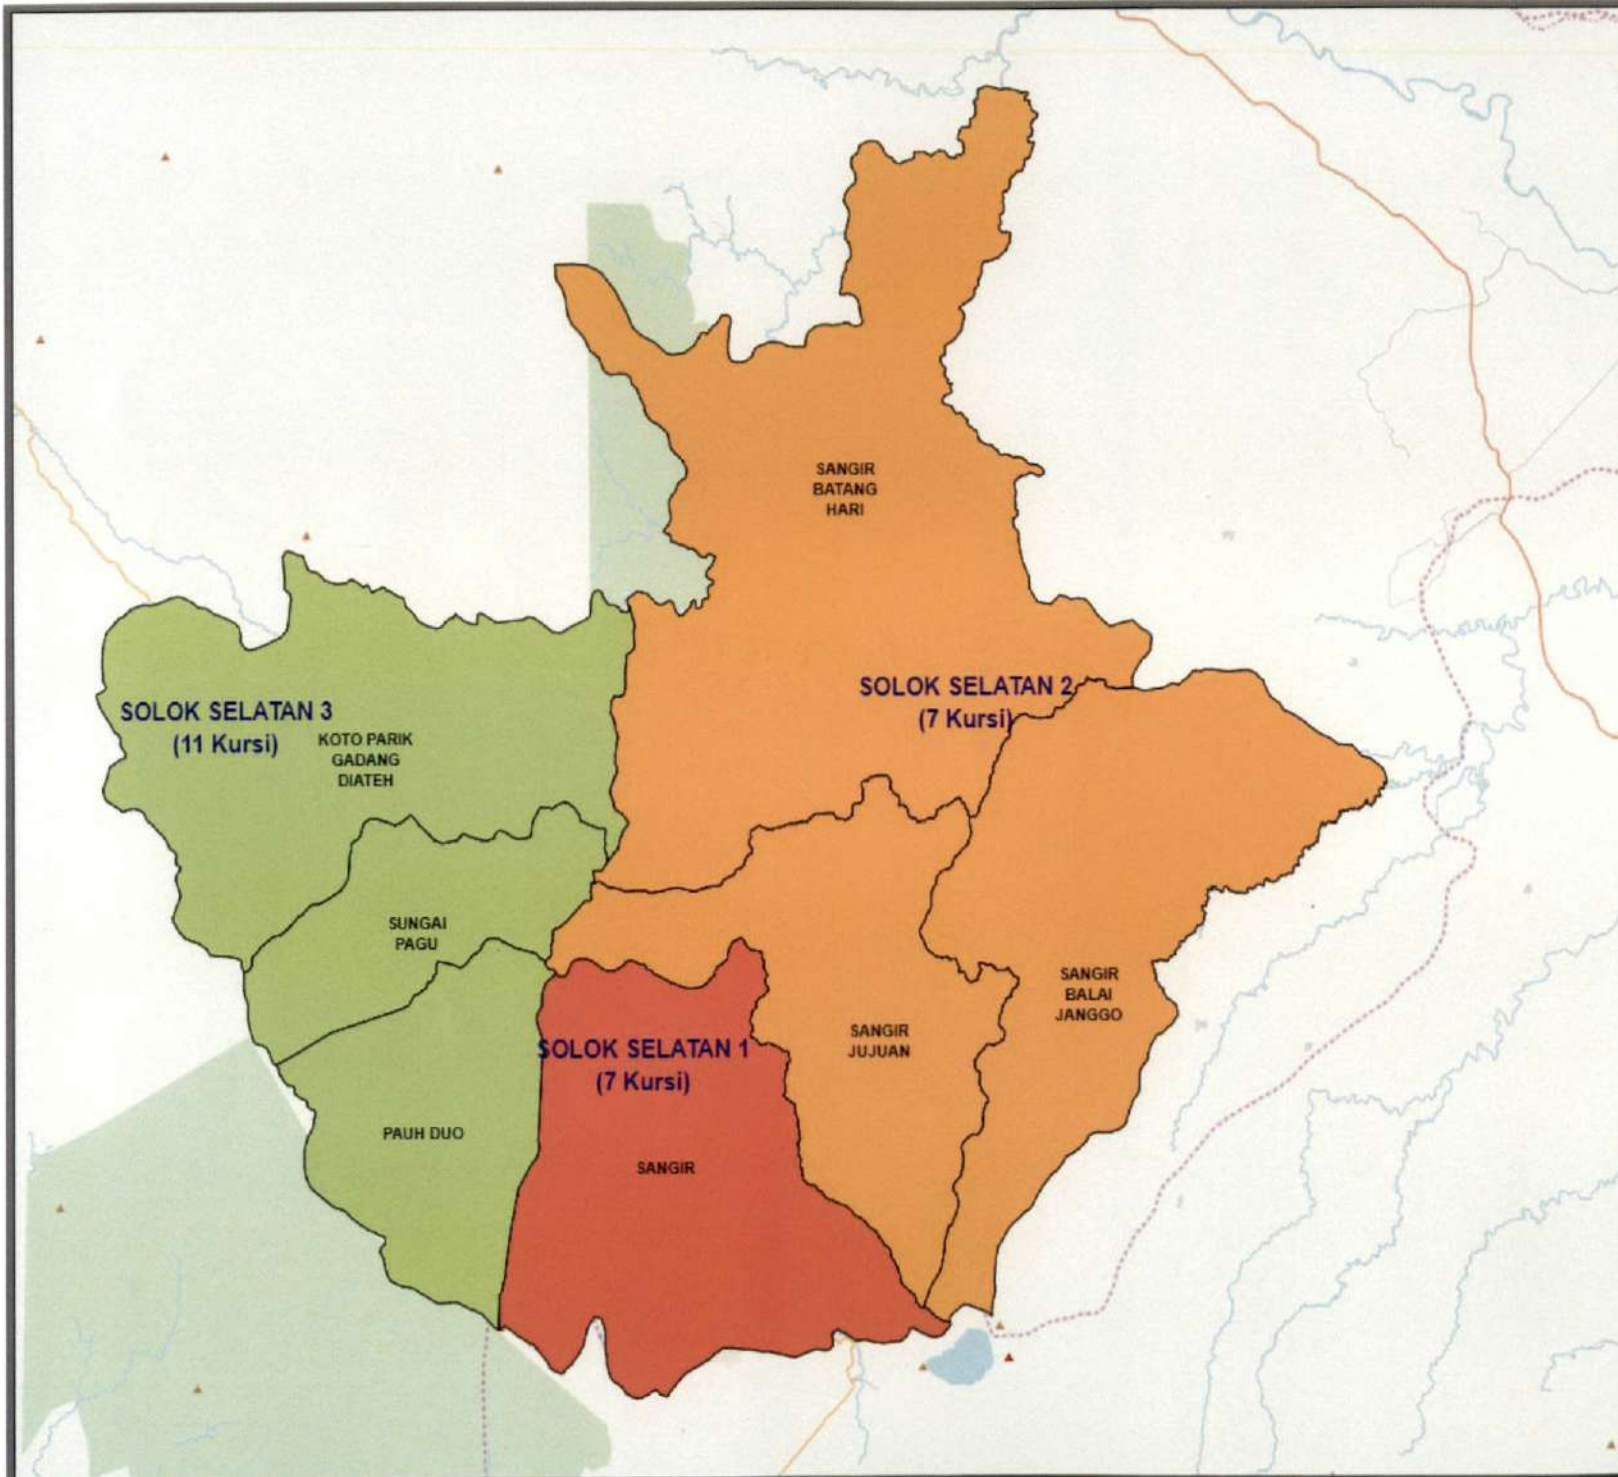 SANGIR
BATANG
HARI
SOLOK SELATAN 2
(7 Kursi)
SOLOK SELATAN 3
(11 Kursi)
KOTO PARIK
GADANG
DIATEH
SUNGAI
PAGU
SANGIR
BALAI
JANGGO
SANGIR
JUJUAN
SOLOK SELATAN 1
(7 Kursi)
PAUH DUO
SANGIR